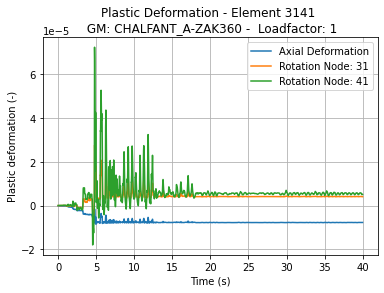 Plastic Deformation - Element 3141
GM: CHALFANT_A-ZAK360 - Loadfactor: 1
1e-5
Axial Deformation
Rotation Node: 31
Rotation Node: 41
Plastic deformation (-)
6
4
2
0
−2
0 5 10 15 20 25 30 35 40
Time (s)